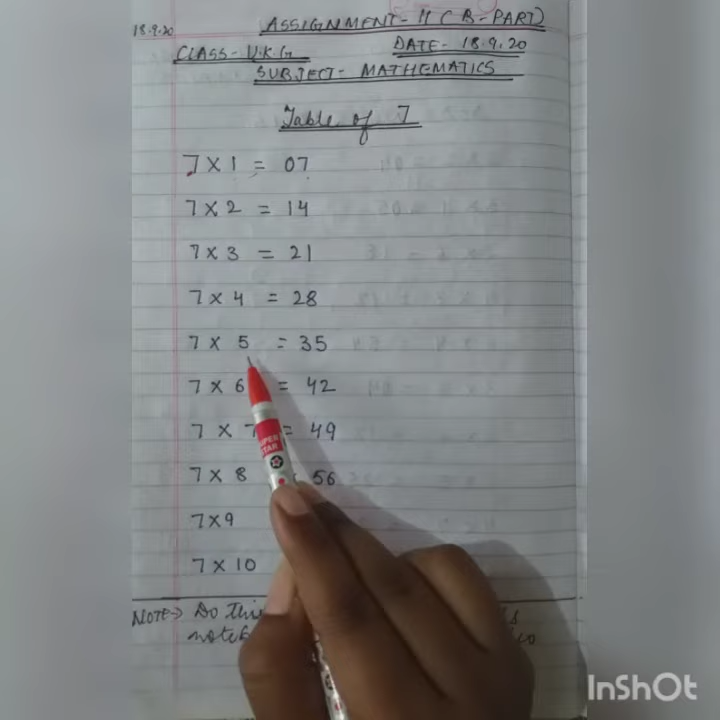 18.9.20
ASSIGNMENT-11 (B-PART)
CLASS-U.K.G DATE-18.9.20
SUBJECT-MATHEMATICS
Table of 7
7 × 1 = 07
7 × 2 = 14
7 × 3 = 21
7 × 4 = 28
7 × 5 = 35
7 × 6 = 42
7 × 7 = 49
7 × 8 = 56
7 × 9
7 × 10
NOTE→ Do this
SUPER STAR
InShOt